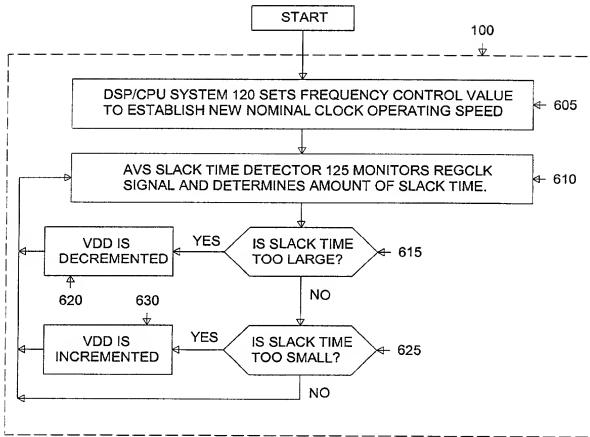 START
100
DSP/CPU SYSTEM 120 SETS FREQUENCY CONTROL VALUE
TO ESTABLISH NEW NOMINAL CLOCK OPERATING SPEED
605
AVS SLACK TIME DETECTOR 125 MONITORS REGCLK
SIGNAL AND DETERMINES AMOUNT OF SLACK TIME.
610
VDD IS
DECREMENTED
YES
IS SLACK TIME
TOO LARGE?
615
620
630
NO
VDD IS
INCREMENTED
YES
IS SLACK TIME
TOO SMALL?
625
NO